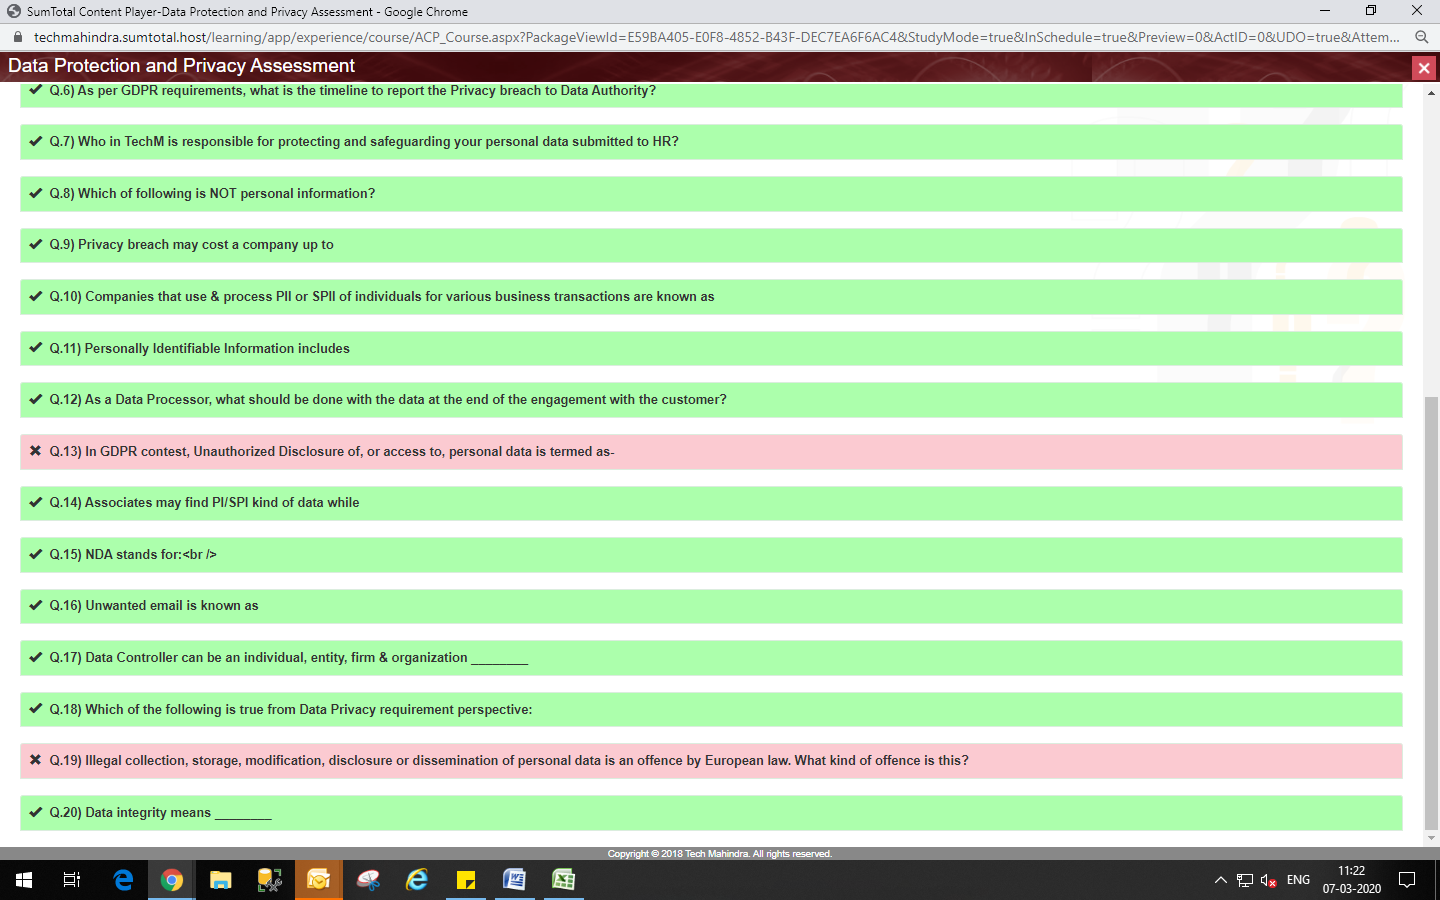 SumTotal Content Player-Data Protection and Privacy Assessment - Google Chrome
techmahindra.sumtotal.host/learning/app/experience/course/ACP_Course.aspx?PackageViewId=E59BA405-E0F8-4852-B43F-DEC7EA6F6AC4&StudyMode=true&InSchedule=true&Preview=0&ActID=0&UDO=true&Attem...
Data Protection and Privacy Assessment
Q.6) As per GDPR requirements, what is the timeline to report the Privacy breach to Data Authority?
Q.7) Who in TechM is responsible for protecting and safeguarding your personal data submitted to HR?
Q.8) Which of following is NOT personal information?
Q.9) Privacy breach may cost a company up to
Q.10) Companies that use & process PII or SPII of individuals for various business transactions are known as
Q.11) Personally Identifiable Information includes
Q.12) As a Data Processor, what should be done with the data at the end of the engagement with the customer?
Q.13) In GDPR contest, Unauthorized Disclosure of, or access to, personal data is termed as-
Q.14) Associates may find PI/SPI kind of data while
Q.15) NDA stands for:<br />
Q.16) Unwanted email is known as
Q.17) Data Controller can be an individual, entity, firm & organization ________
Q.18) Which of the following is true from Data Privacy requirement perspective:
Q.19) Illegal collection, storage, modification, disclosure or dissemination of personal data is an offence by European law. What kind of offence is this?
Q.20) Data integrity means ________
Copyright © 2018 Tech Mahindra. All rights reserved.
ENG
11:22
07-03-2020